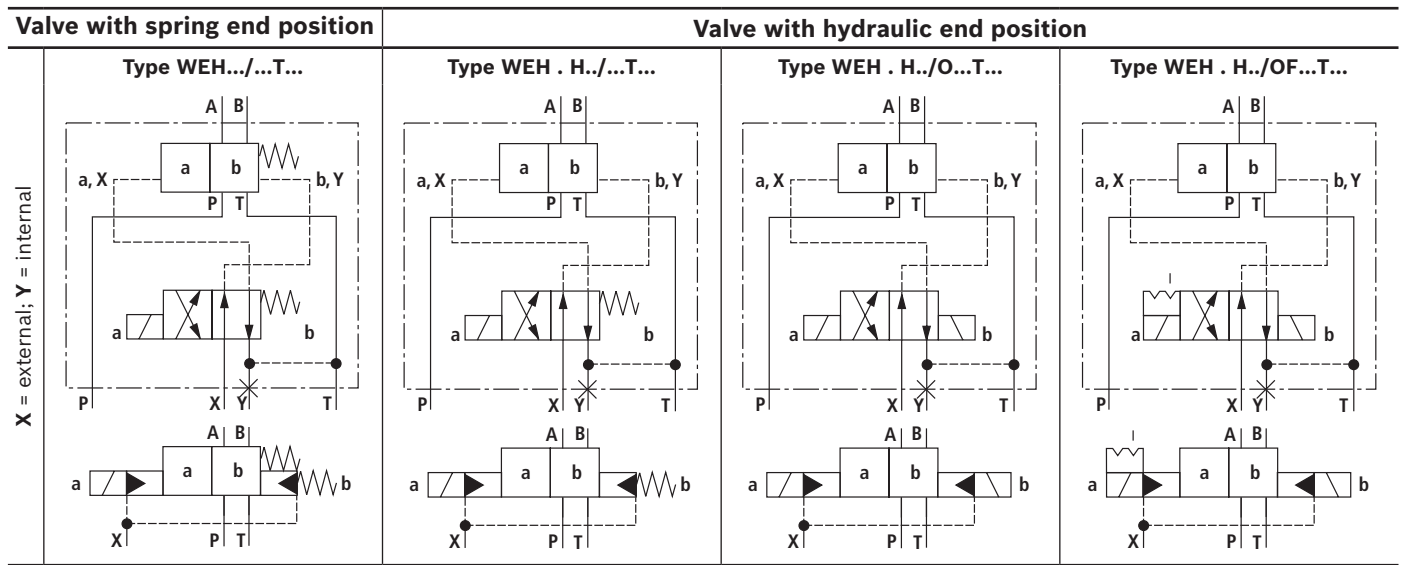 Valve with spring end position
Valve with hydraulic end position
X = external; Y = internal
Type WEH.../...T...
A B
a b
a, X
b, Y
P T
a
b
P X Y T
A B
a
a b
b
X P T
Type WEH . H../...T...
A B
a b
a, X
b, Y
P T
a
b
P X Y T
A B
a
a b
b
X P T
Type WEH . H../O...T...
A B
a b
a, X
b, Y
P T
a
b
P X Y T
A B
a
a b
b
X P T
Type WEH . H../OF...T...
A B
a b
a, X
b, Y
P T
a
b
P X Y T
A B
a
a b
b
X P T